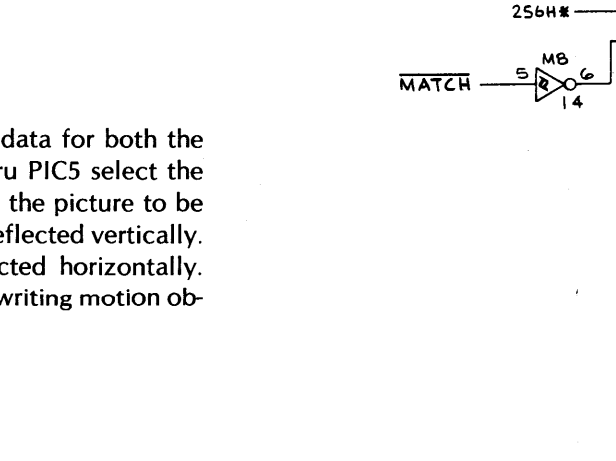 256H*
M8
MATCH 5 6
14
data for both the
ru PIC5 select the
the picture to be
eflected vertically.
cted horizontally.
writing motion ob-